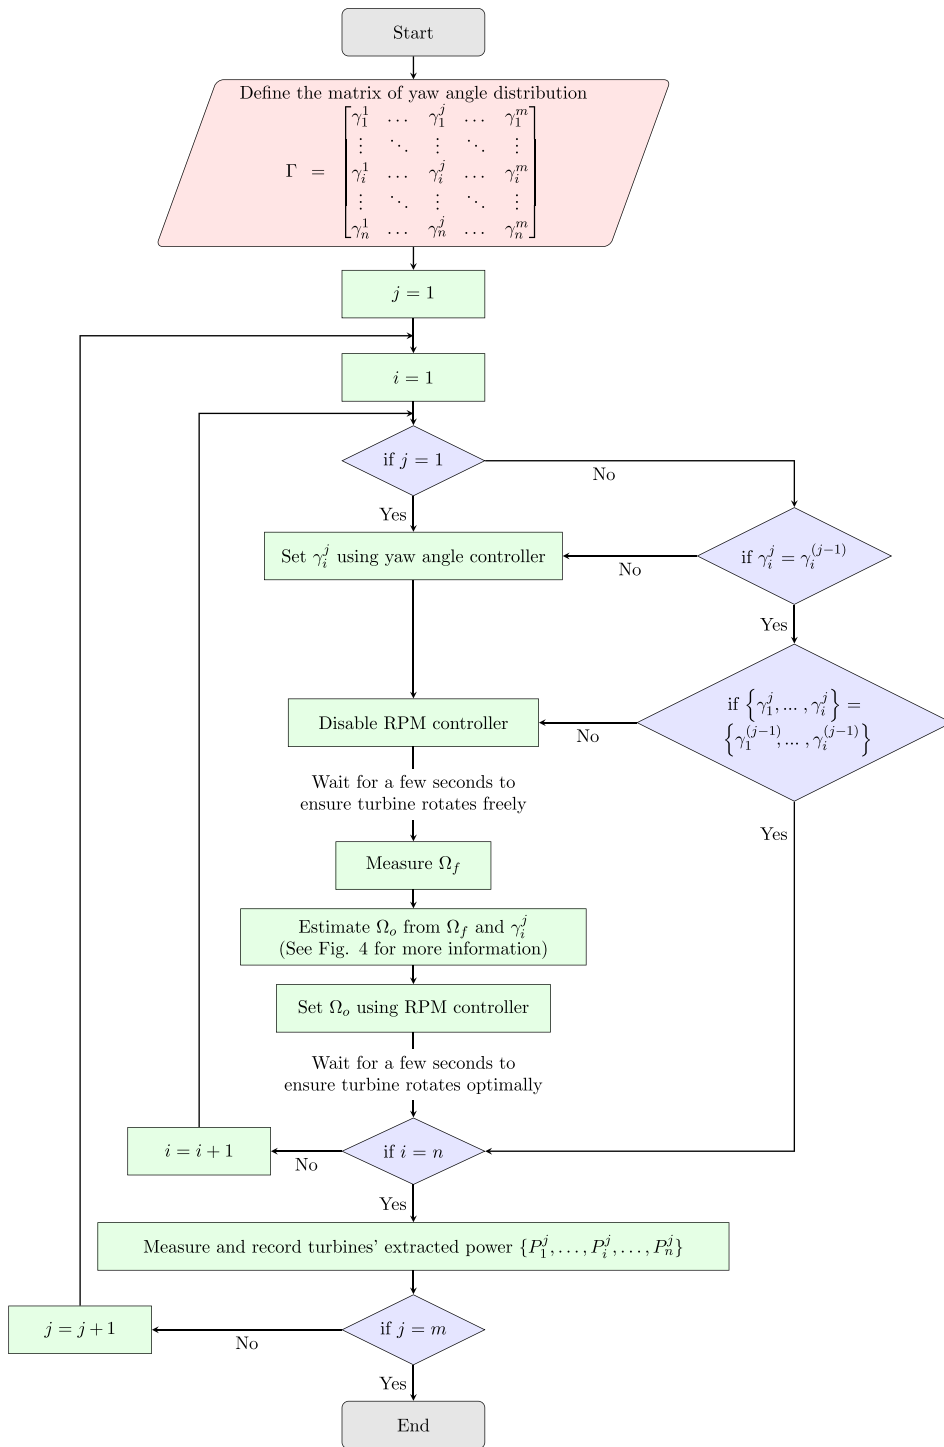 Start
Define the matrix of yaw angle distribution
Γ = [γ_1^1 … γ_1^j … γ_1^m
⋮ ⋱ ⋮ ⋱ ⋮
γ_i^1 … γ_i^j … γ_i^m
⋮ ⋱ ⋮ ⋱ ⋮
γ_n^1 … γ_n^j … γ_n^m]
j = 1
i = 1
if j = 1
No
Yes
Set γ_i^j using yaw angle controller
No
if γ_i^j = γ_i^(j−1)
Yes
Disable RPM controller
No
if {γ_1^j, ... , γ_i^j} =
{γ_1^(j−1), ... , γ_i^(j−1)}
Wait for a few seconds to
ensure turbine rotates freely
Yes
Measure Ω_f
Estimate Ω_o from Ω_f and γ_i^j
(See Fig. 4 for more information)
Set Ω_o using RPM controller
Wait for a few seconds to
ensure turbine rotates optimally
i = i + 1
No
if i = n
Yes
Measure and record turbines' extracted power {P_1^j, . . . , P_i^j, . . . , P_n^j}
j = j + 1
No
if j = m
Yes
End